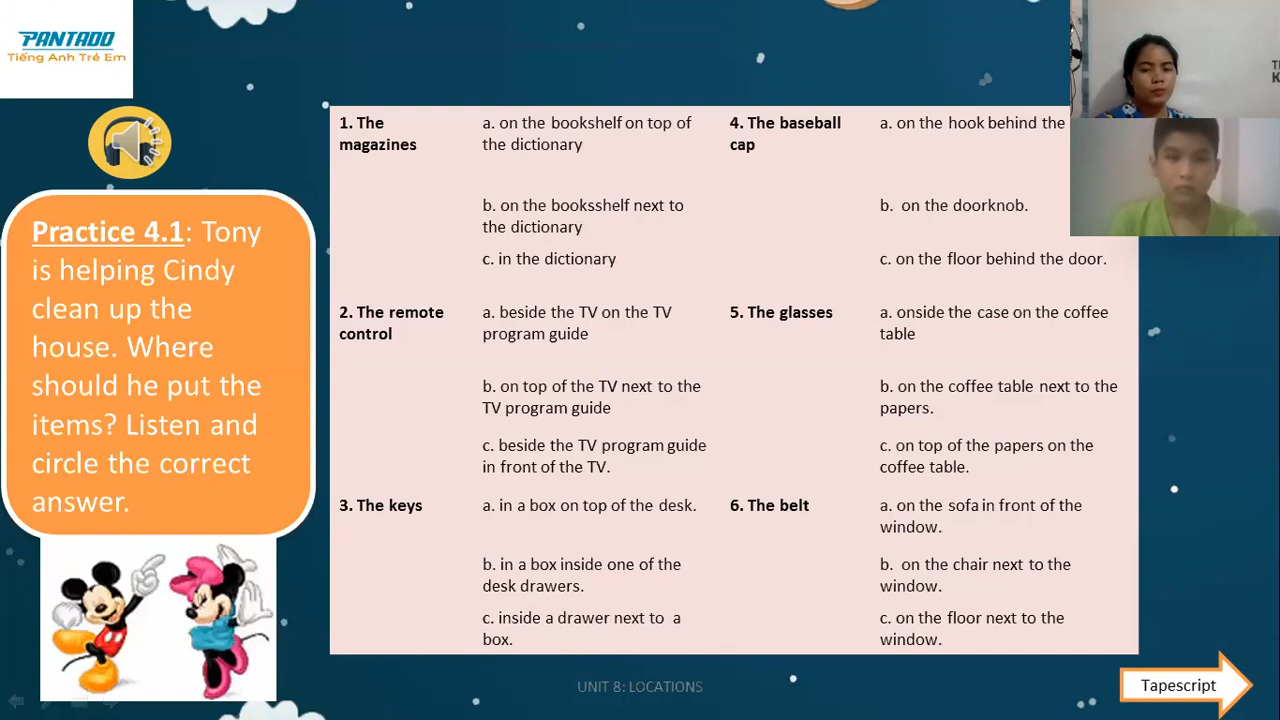 PANTADO
Tiếng Anh Trẻ Em
Practice 4.1: Tony
is helping Cindy
clean up the
house. Where
should he put the
items? Listen and
circle the correct
answer.
1. The
magazines
a. on the bookshelf on top of
the dictionary
b. on the booksshelf next to
the dictionary
c. in the dictionary
2. The remote
control
a. beside the TV on the TV
program guide
b. on top of the TV next to the
TV program guide
c. beside the TV program guide
in front of the TV.
3. The keys
a. in a box on top of the desk.
b. in a box inside one of the
desk drawers.
c. inside a drawer next to a
box.
4. The baseball
cap
a. on the hook behind the
b. on the doorknob.
c. on the floor behind the door.
5. The glasses
a. onside the case on the coffee
table
b. on the coffee table next to the
papers.
c. on top of the papers on the
coffee table.
6. The belt
a. on the sofa in front of the
window.
b. on the chair next to the
window.
c. on the floor next to the
window.
UNIT 8: LOCATIONS
Tapescript